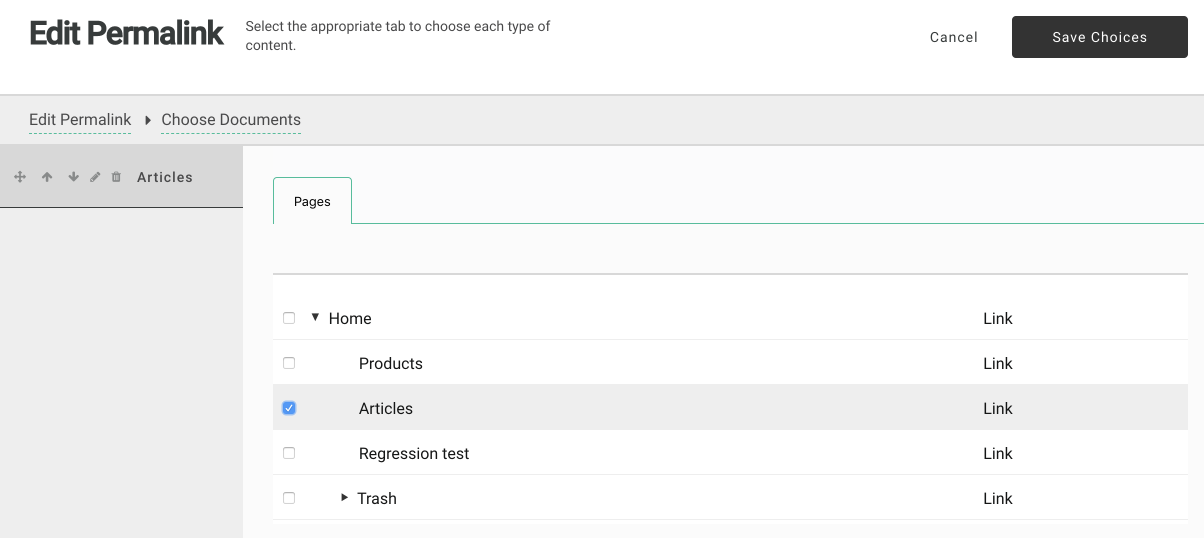 Edit Permalink
Select the appropriate tab to choose each type of
content.
Cancel
Save Choices
Edit Permalink
Choose Documents
Articles
Pages
Home Link
Products Link
Articles Link
Regression test Link
Trash Link